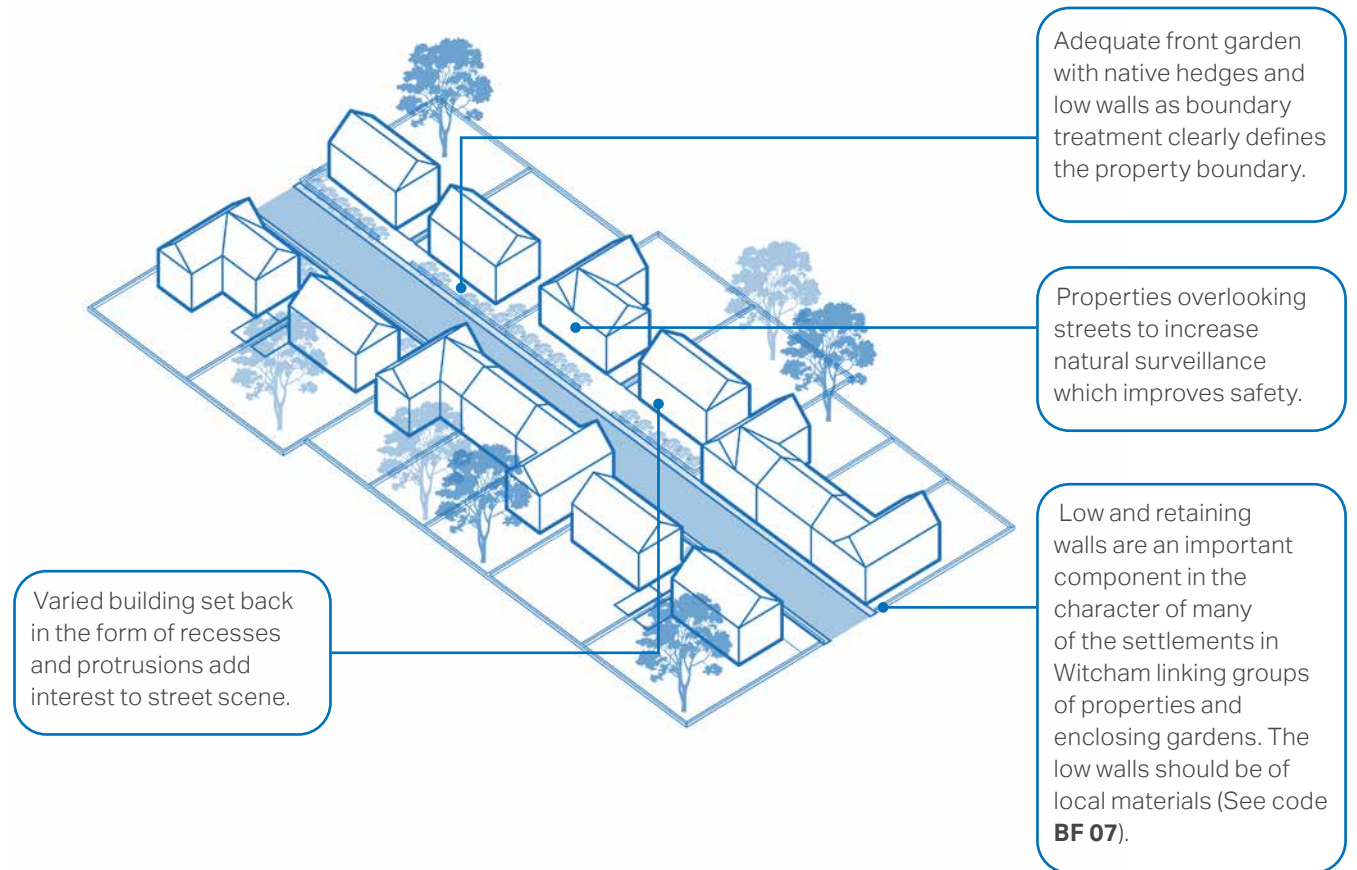 Adequate front garden
with native hedges and
low walls as boundary
treatment clearly defines
the property boundary.
Properties overlooking
streets to increase
natural surveillance
which improves safety.
Low and retaining
walls are an important
component in the
character of many
of the settlements in
Witcham linking groups
of properties and
enclosing gardens. The
low walls should be of
local materials (See code
BF 07).
Varied building set back
in the form of recesses
and protrusions add
interest to street scene.